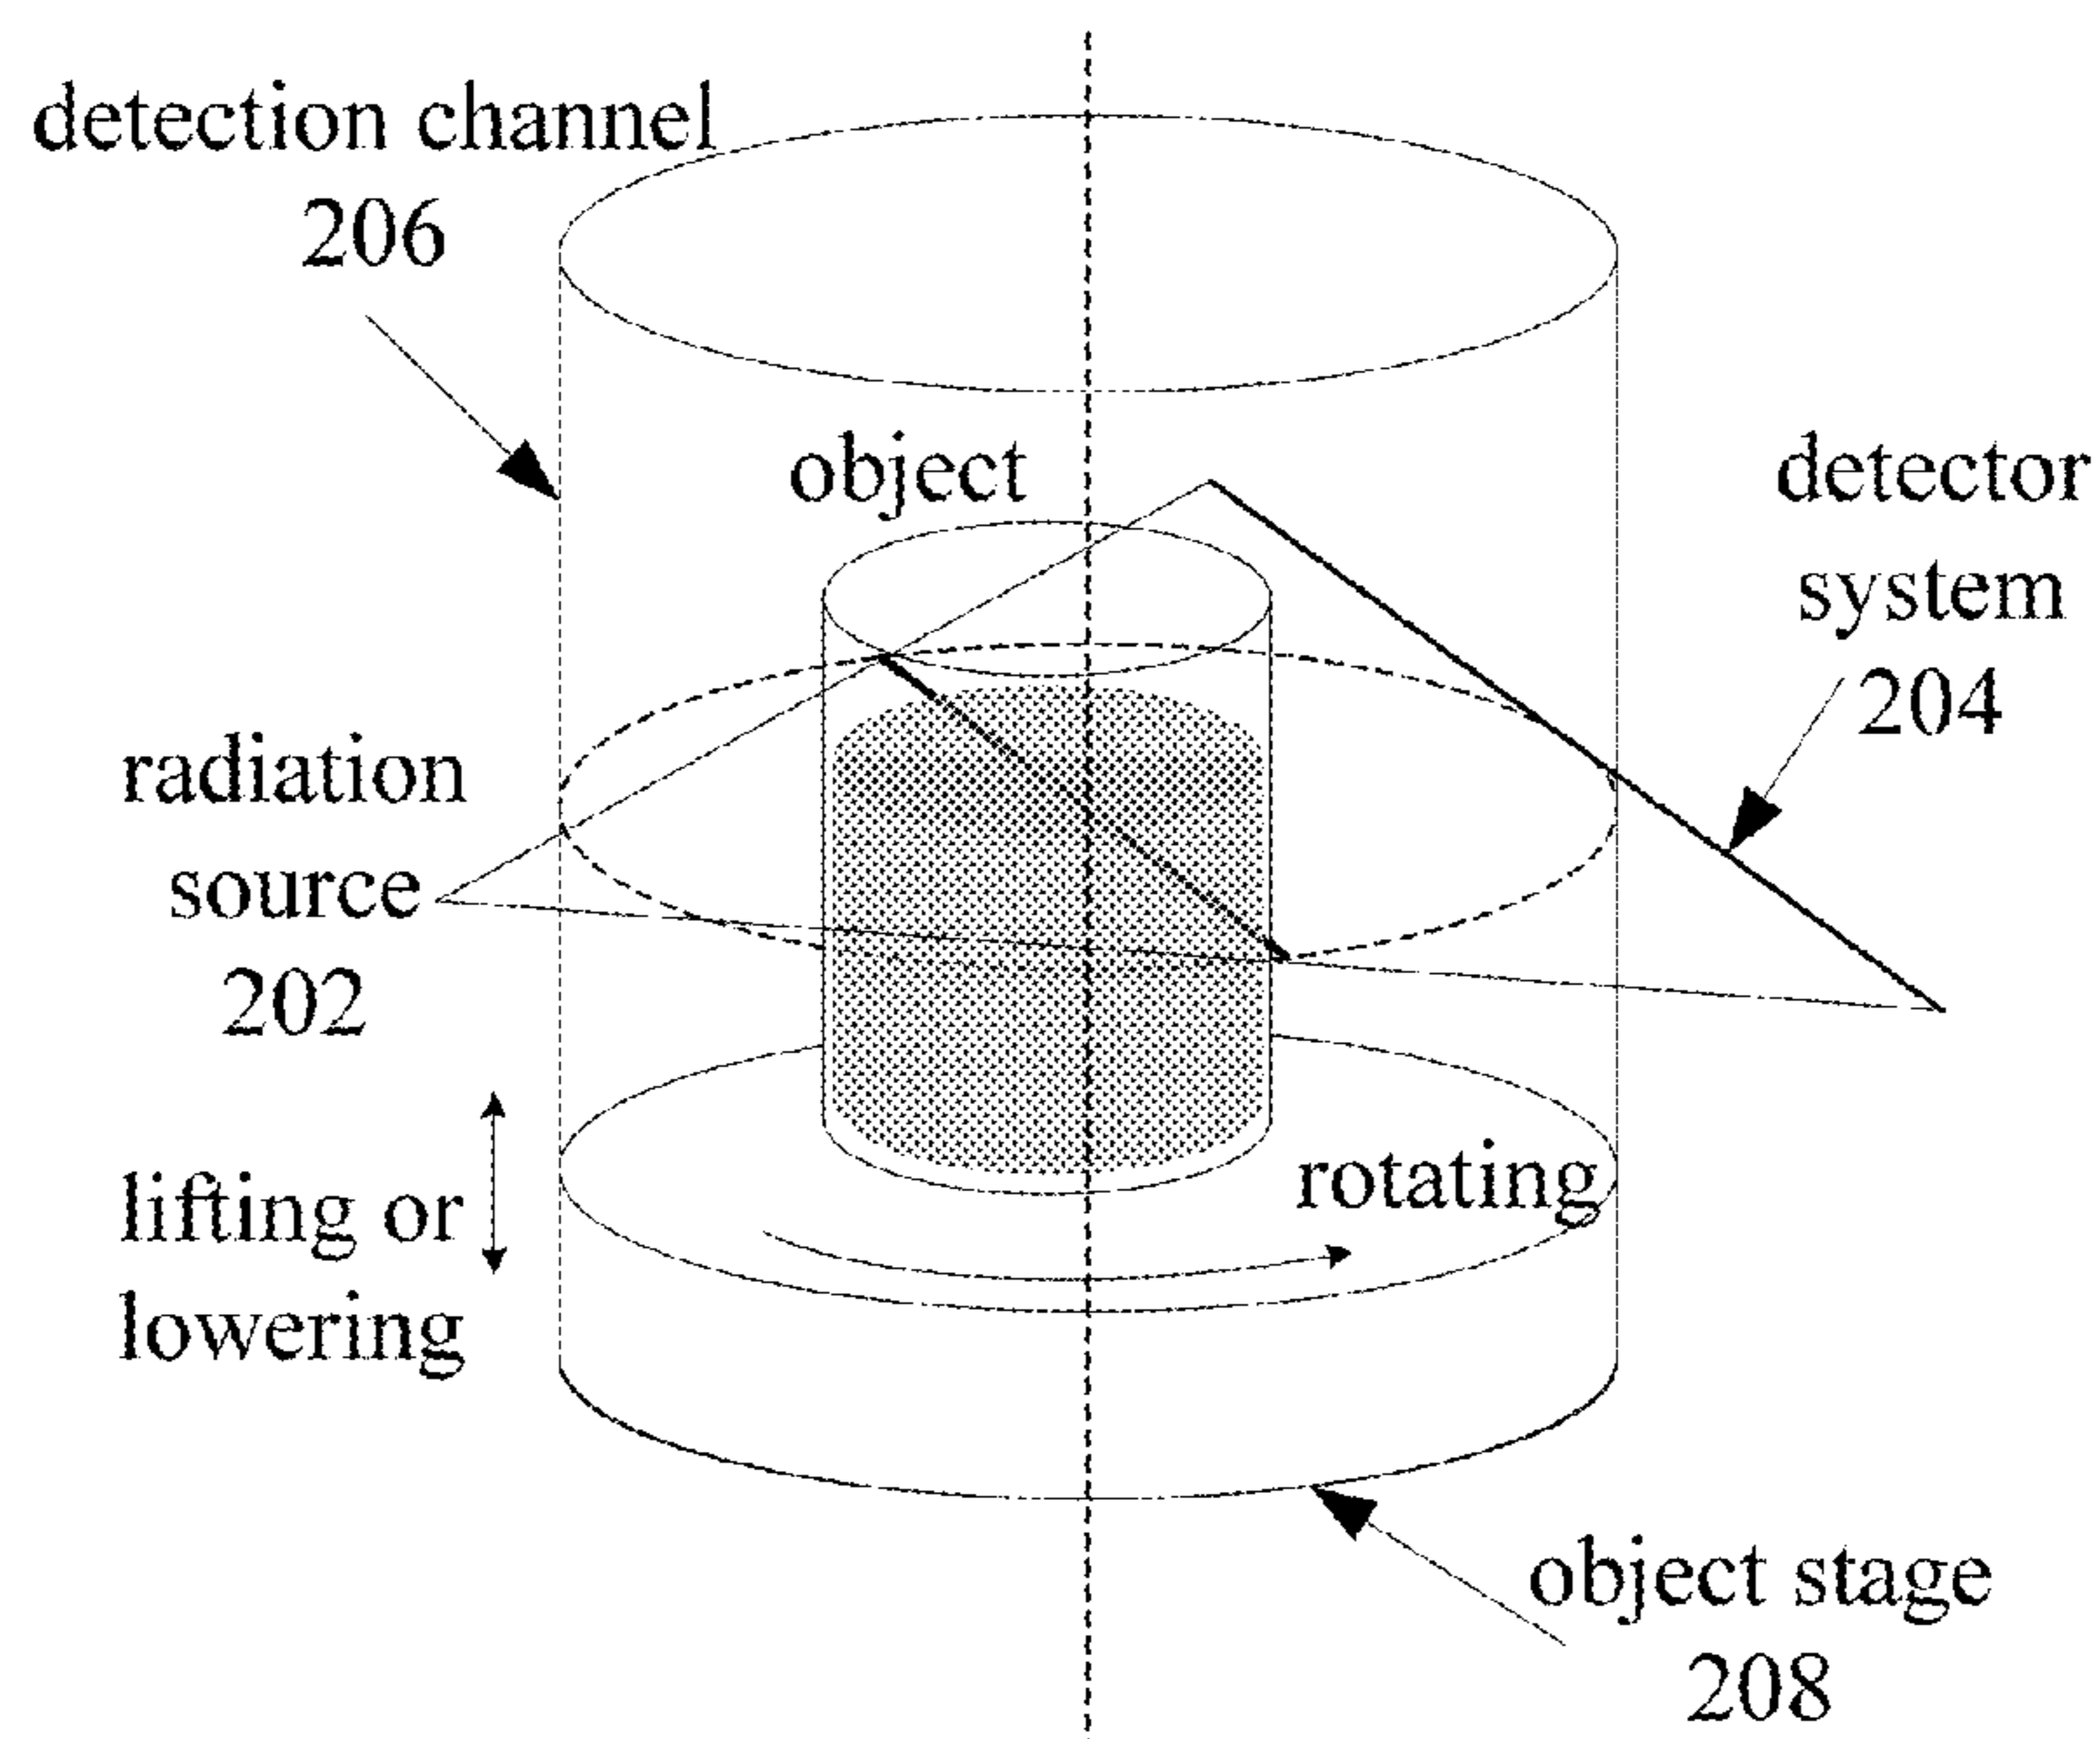 detection channel
206
object
detector
system
204
radiation
source
202
lifting or
lowering
rotating
object stage
208